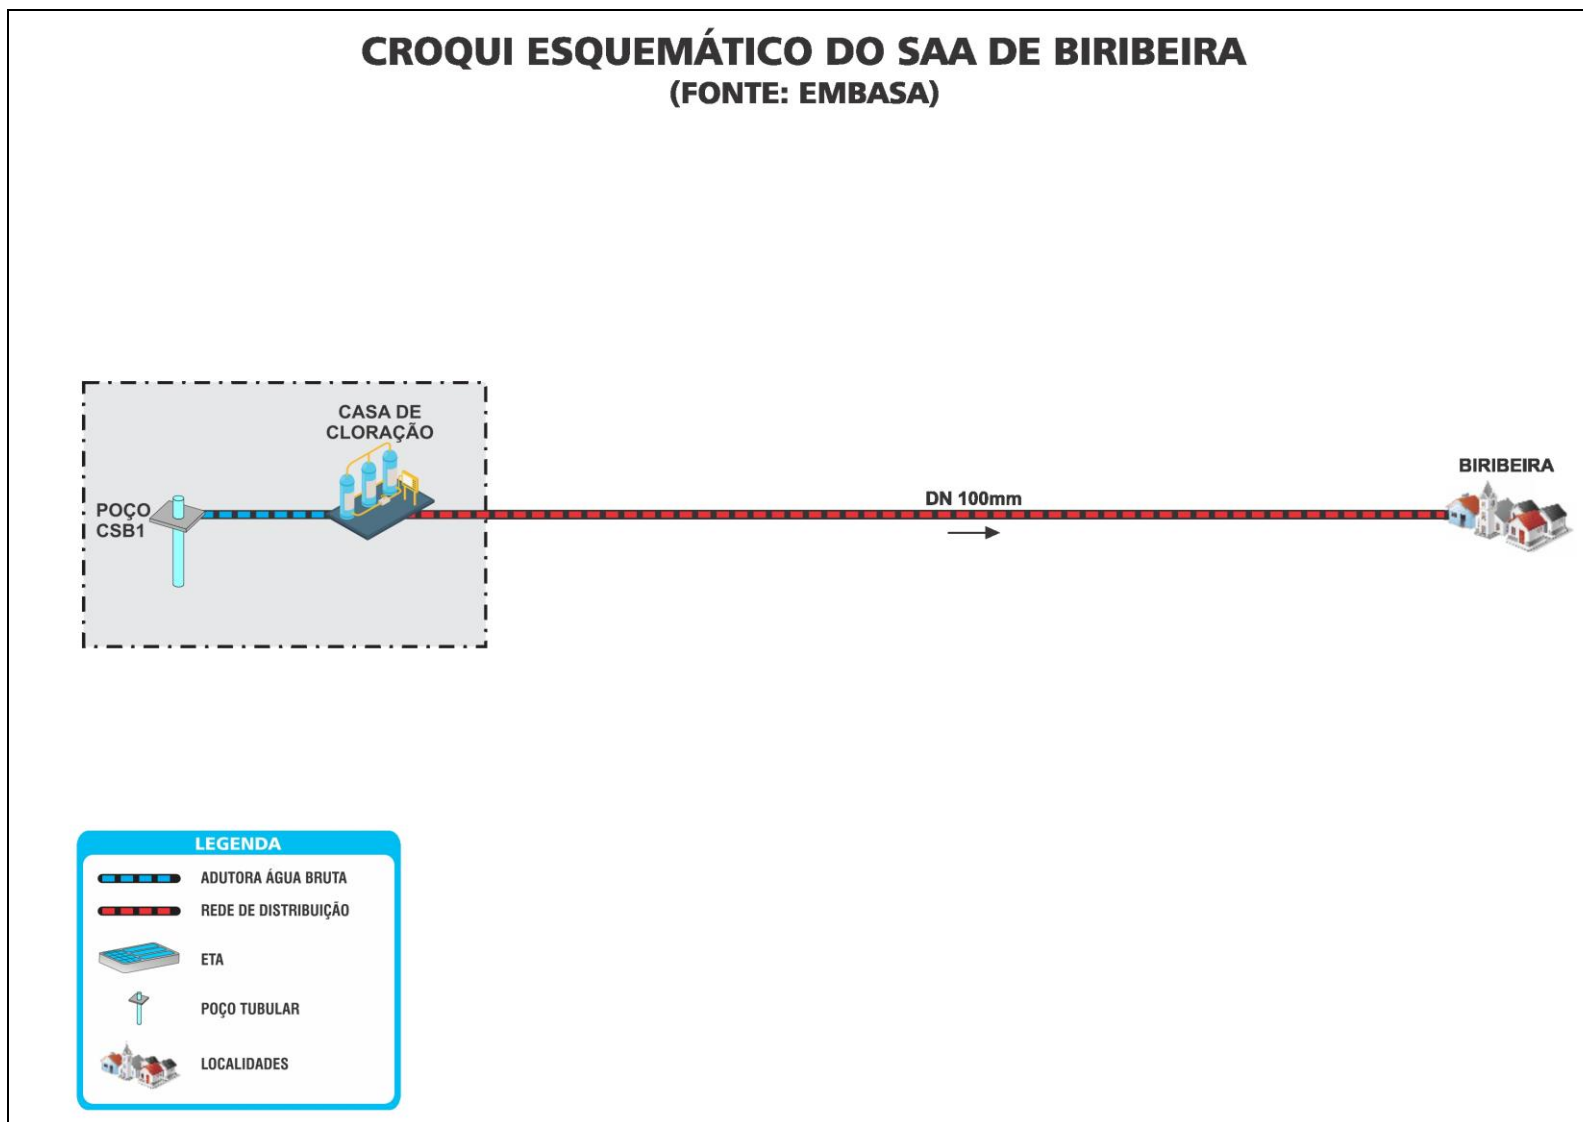 CROQUI ESQUEMÁTICO DO SAA DE BIRIBEIRA
(FONTE: EMBASA)
CASA DE
CLORAÇÃO
POÇO
CSB1
DN 100mm
BIRIBEIRA
LEGENDA
ADUTORA ÁGUA BRUTA
REDE DE DISTRIBUIÇÃO
ETA
POÇO TUBULAR
LOCALIDADES